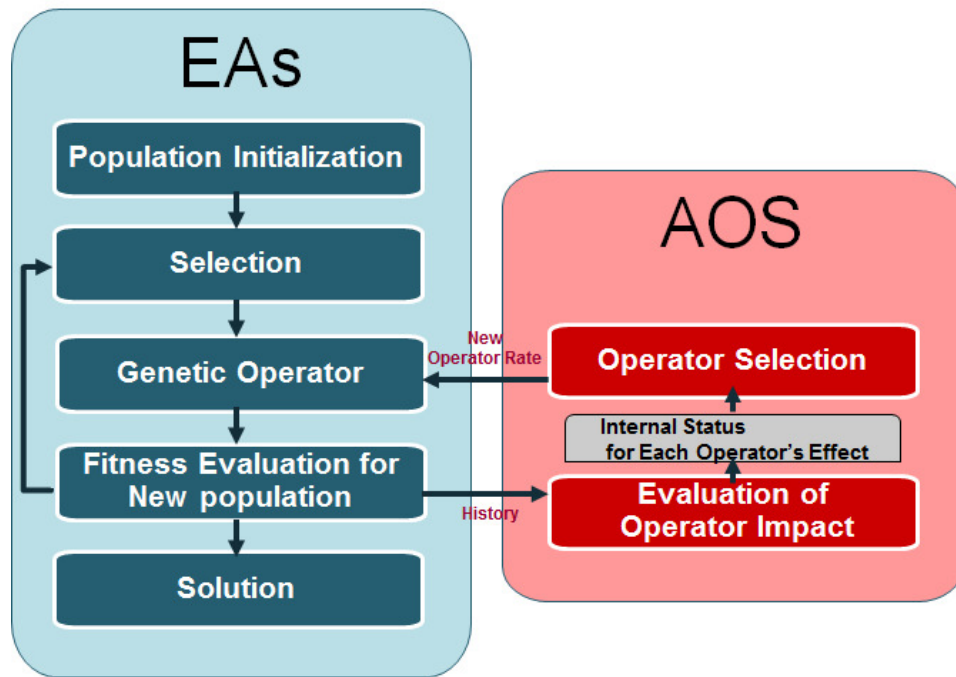 EAs
Population Initialization
Selection
Genetic Operator
Fitness Evaluation for
New population
Solution
New
Operator Rate
History
AOS
Operator Selection
Internal Status
for Each Operator's Effect
Evaluation of
Operator Impact